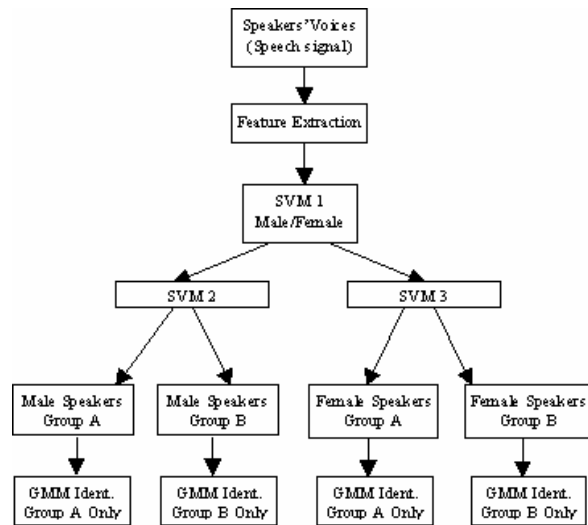 Speakers' Voices
(Speech signal)
Feature Extraction
SVM 1
Male/Female
SVM 2
SVM 3
Male Speakers
Group A
Male Speakers
Group B
Female Speakers
Group A
Female Speakers
Group B
GMM Ident.
Group A Only
GMM Ident.
Group B Only
GMM Ident.
Group A Only
GMM Ident.
Group B Only